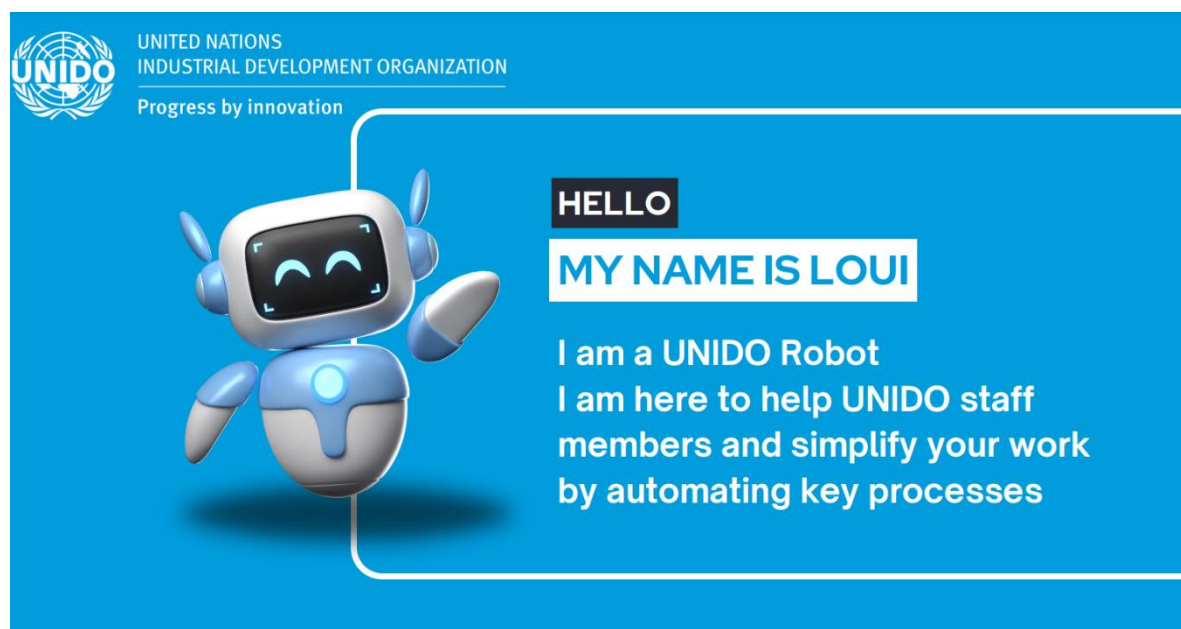 UNIDO
UNITED NATIONS
INDUSTRIAL DEVELOPMENT ORGANIZATION
Progress by innovation
HELLO
MY NAME IS LOUI
I am a UNIDO Robot
I am here to help UNIDO staff
members and simplify your work
by automating key processes